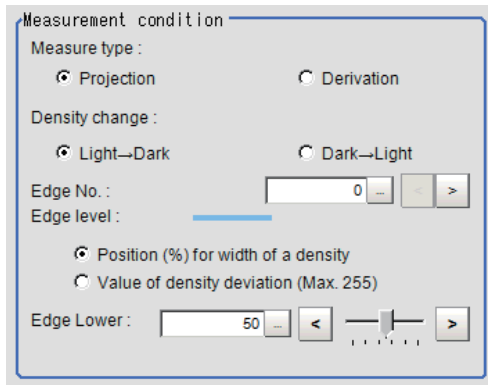 Measurement condition
Measure type :
Projection Derivation
Density change :
Light→Dark Dark→Light
Edge No. : 0 ... < >
Edge level :
Position (%) for width of a density
Value of density deviation (Max. 255)
Edge Lower : 50 ... < >